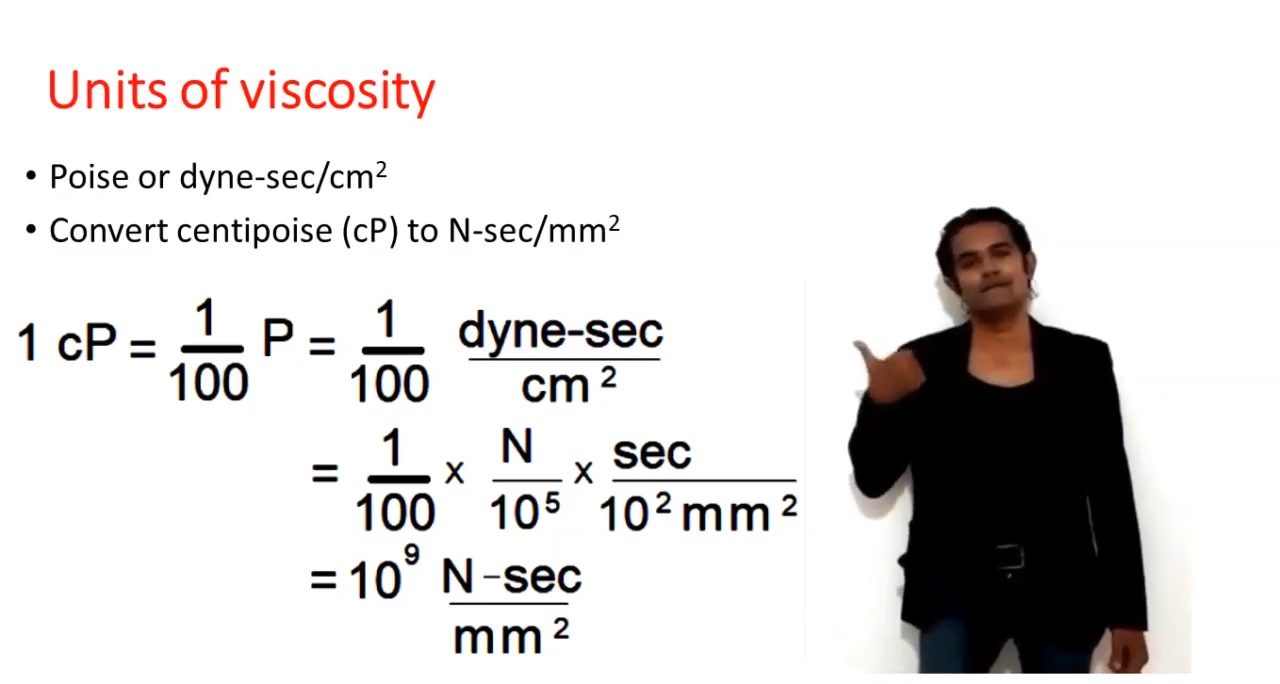 Units of viscosity
• Poise or dyne-sec/cm²
• Convert centipoise (cP) to N-sec/mm²
1 cP = 1/100 P = 1/100 dyne-sec/cm²
= 1/100 x N/10⁵ x sec/10² mm²
= 10⁹ N-sec/mm²